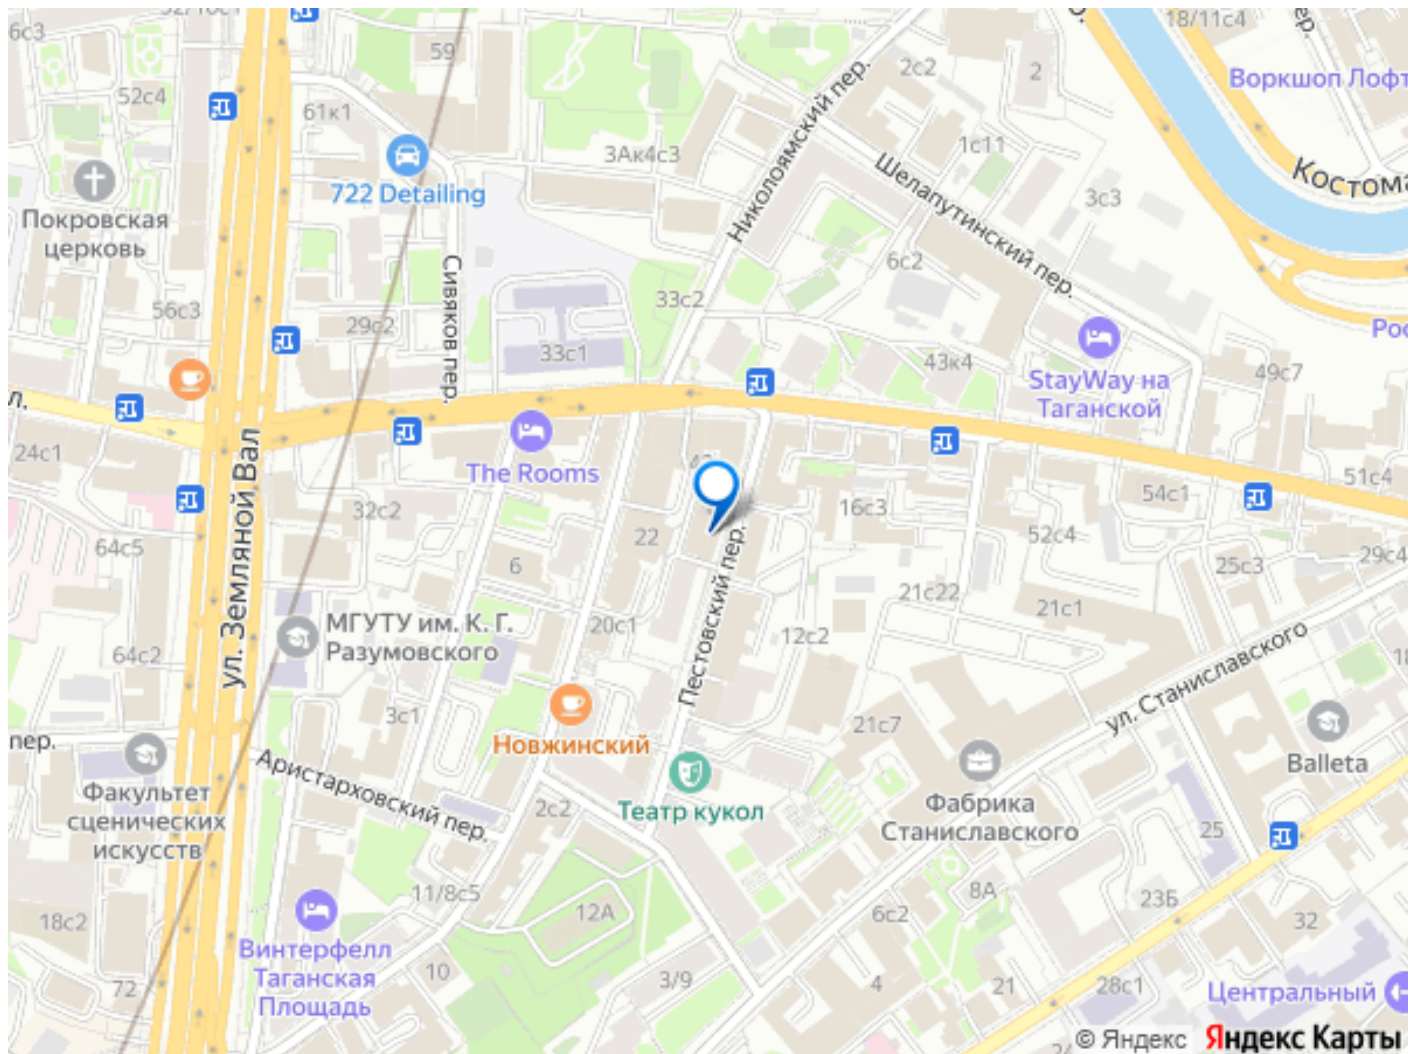 6с3
59
18/11с4
пер.
2с2
2
Воркшоп Лофт
52с4
61к1
722 Detailing
3Ак4с3
Николоямский пер.
1с11
Шелапутинский пер.
3с3
Костома
Покровская
церковь
Сивяков пер.
6с2
56с3
29с2
33с2
33с1
43к4
StayWay на
Таганской
49с7
Рос
л.
24с1
ул. Земляной Вал
The Rooms
32с2
16с3
54с1
51с4
64с5
22
52с4
6
25с3
29с4
21с22
21с1
МГУТУ им. К. Г.
Разумовского
20с1
Пестовский пер.
12с2
64с2
ул. Станиславского
18
3с1
Новжинский
21с7
пер.
Аристарховский пер.
Balleta
Факультет
сценических
искусств
2с2
Театр кукол
Фабрика
Станиславского
25
11/8с5
8А
23Б
18с2
12А
6с2
32
Винтерфелл
Таганская
Площадь
10
3/9
4
21
28с1
Центральный
72
24
© Яндекс Яндекс Карты